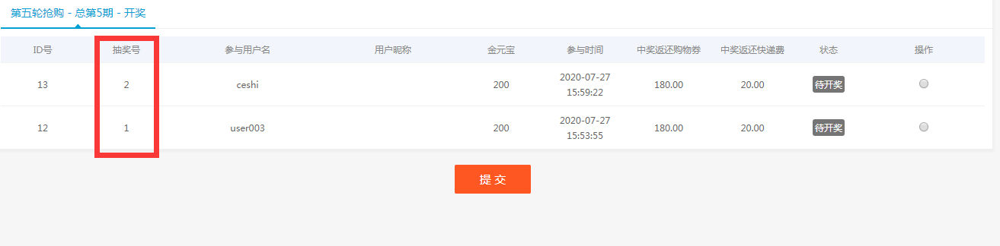 第五轮抢购 - 总第5期 - 开奖
ID号 抽奖号 参与用户名 用户昵称 金元宝 参与时间 中奖返还购物券 中奖返还快递费 状态 操作
13 2 ceshi 200 2020-07-27 15:59:22 180.00 20.00 待开奖
12 1 user003 200 2020-07-27 15:53:55 180.00 20.00 待开奖
提 交